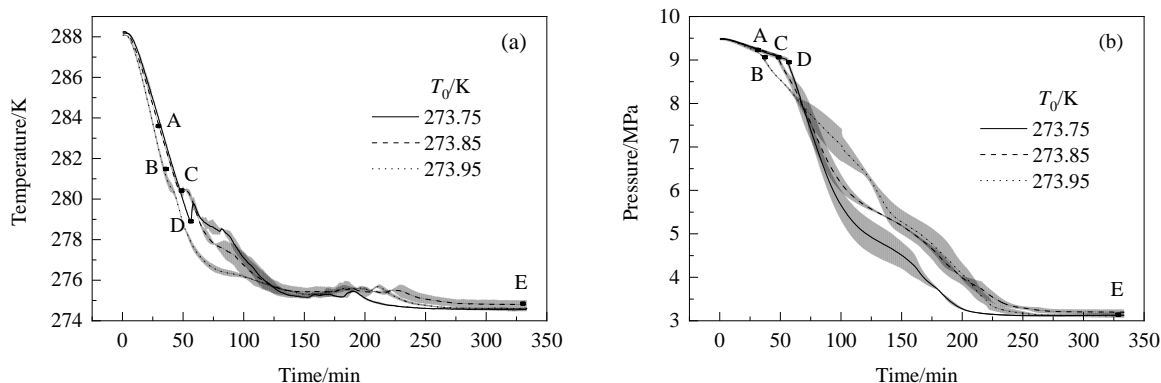 (a)
T₀/K
273.75
273.85
273.95
A
B
C
D
E
288
286
284
282
280
278
276
274
Temperature/K
0 50 100 150 200 250 300 350
Time/min
(b)
T₀/K
273.75
273.85
273.95
A
C
B
D
E
10
9
8
7
6
5
4
3
Pressure/MPa
0 50 100 150 200 250 300 350
Time/min